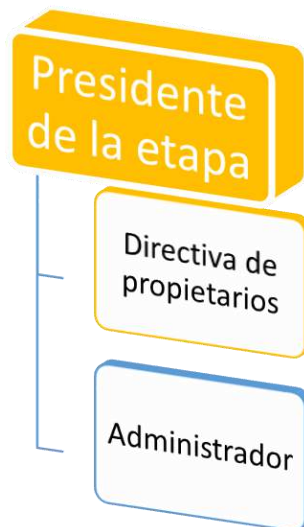 Presidente
de la etapa
Directiva de
propietarios
Administrador